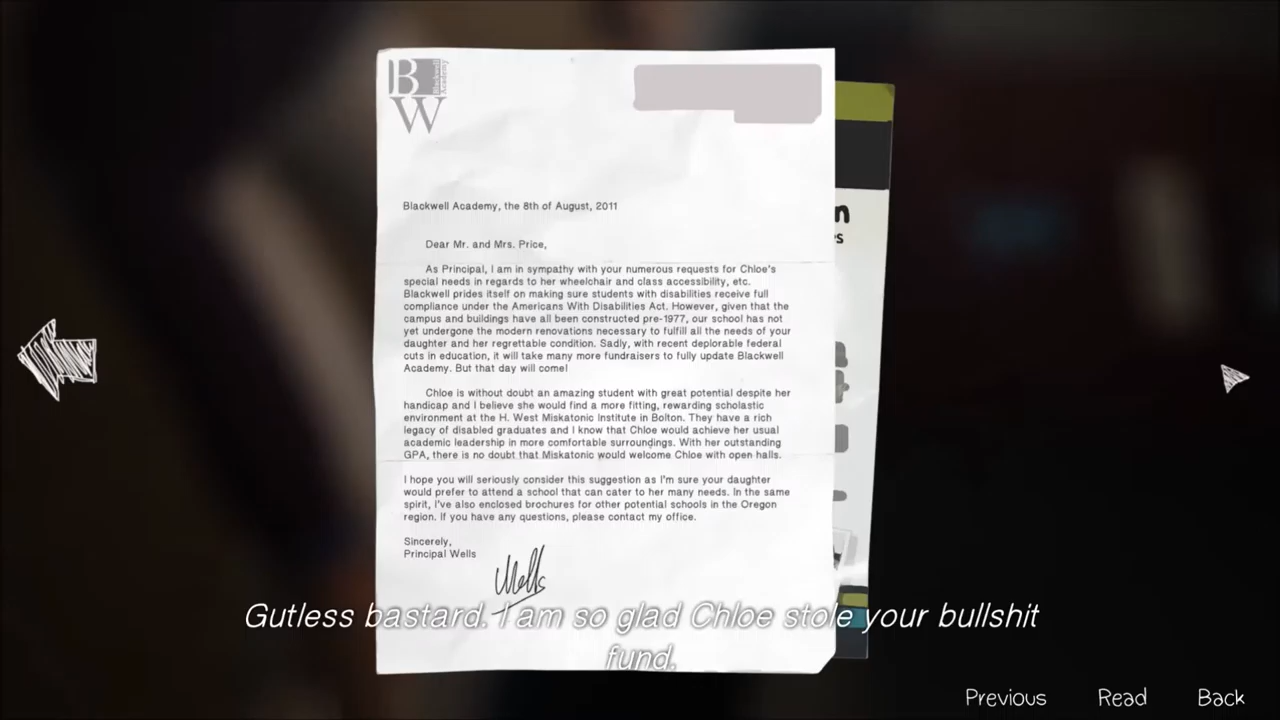 B
W
Blackwell
Academy
n
s
Blackwell Academy, the 8th of August, 2011
Dear Mr. and Mrs. Price,
As Principal, I am in sympathy with your numerous requests for Chloe's
special needs in regards to her wheelchair and class accessibility, etc.
Blackwell prides itself on making sure students with disabilities receive full
compliance under the Americans With Disabilities Act. However, given that the
campus and buildings have all been constructed pre-1977, our school has not
yet undergone the modern renovations necessary to fulfill all the needs of your
daughter and her regrettable condition. Sadly, with recent deplorable federal
cuts in education, it will take many more fundraisers to fully update Blackwell
Academy. But that day will come!
Chloe is without doubt an amazing student with great potential despite her
handicap and I believe she would find a more fitting, rewarding scholastic
environment at the H. West Miskatonic Institute in Bolton. They have a rich
legacy of disabled graduates and I know that Chloe would achieve her usual
academic leadership in more comfortable surroundings. With her outstanding
GPA, there is no doubt that Miskatonic would welcome Chloe with open halls.
I hope you will seriously consider this suggestion as I'm sure your daughter
would prefer to attend a school that can cater to her many needs. In the same
spirit, I've also enclosed brochures for other potential schools in the Oregon
region. If you have any questions, please contact my office.
Sincerely,
Principal Wells
Wells
Gutless bastard. I am so glad Chloe stole your bullshit
fund.
Previous Read Back